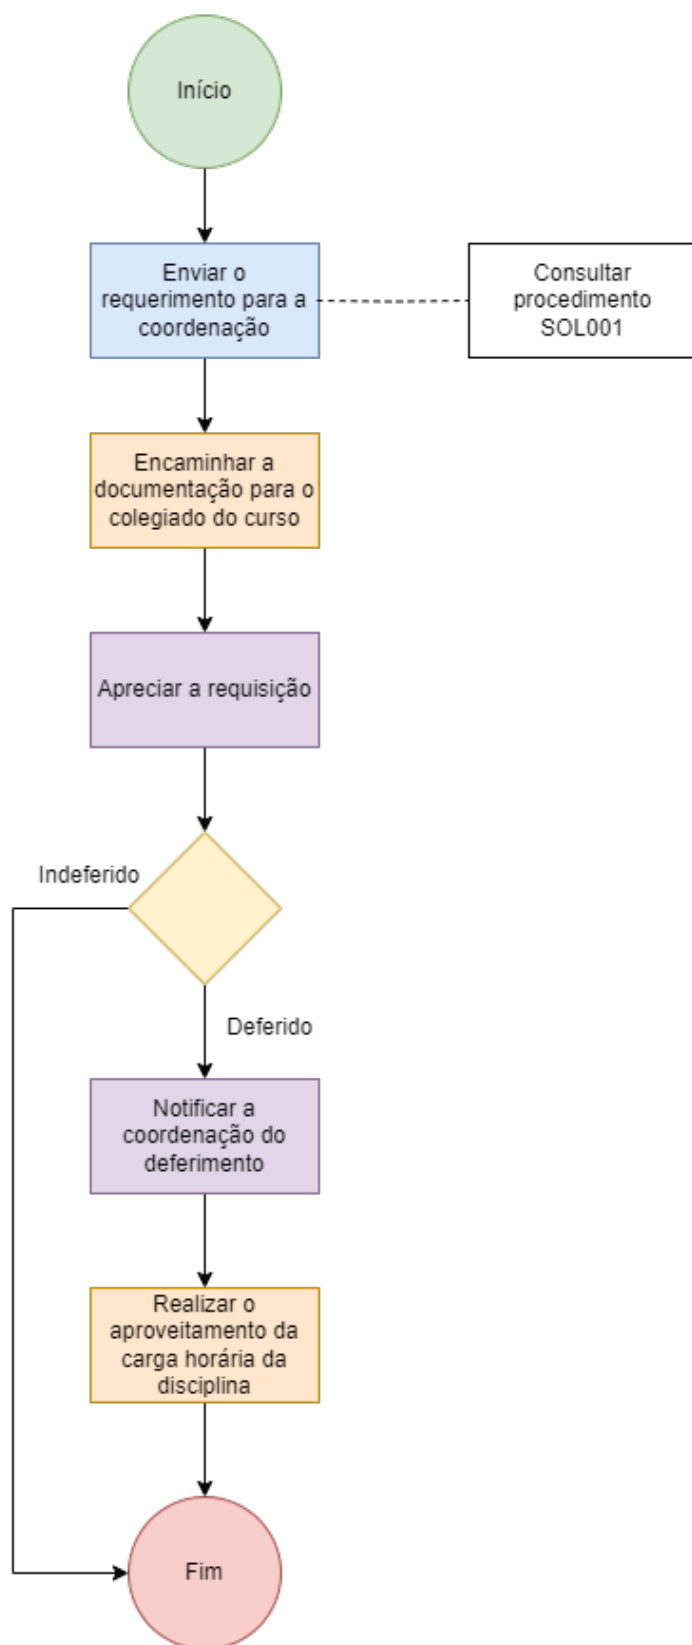 Início
Enviar o
requerimento para a
coordenação
Consultar
procedimento
SOL001
Encaminhar a
documentação para o
colegiado do curso
Apreciar a requisição
Indeferido
Deferido
Notificar a
coordenação do
deferimento
Realizar o
aproveitamento da
carga horária da
disciplina
Fim